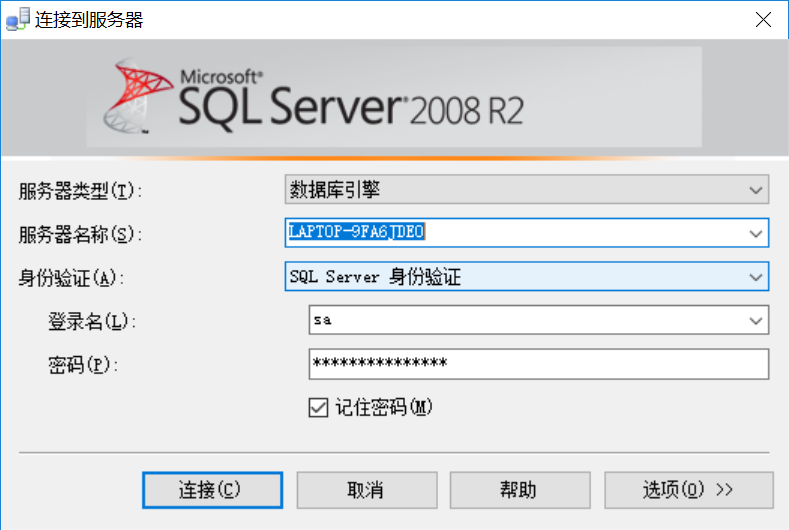 连接到服务器
Microsoft®
SQL Server® 2008 R2
服务器类型(T): 数据库引擎
服务器名称(S): LAPTOP-9FA6JDEO
身份验证(A): SQL Server 身份验证
登录名(L): sa
密码(P): ***************
记住密码(M)
连接(C) 取消 帮助 选项(O) >>